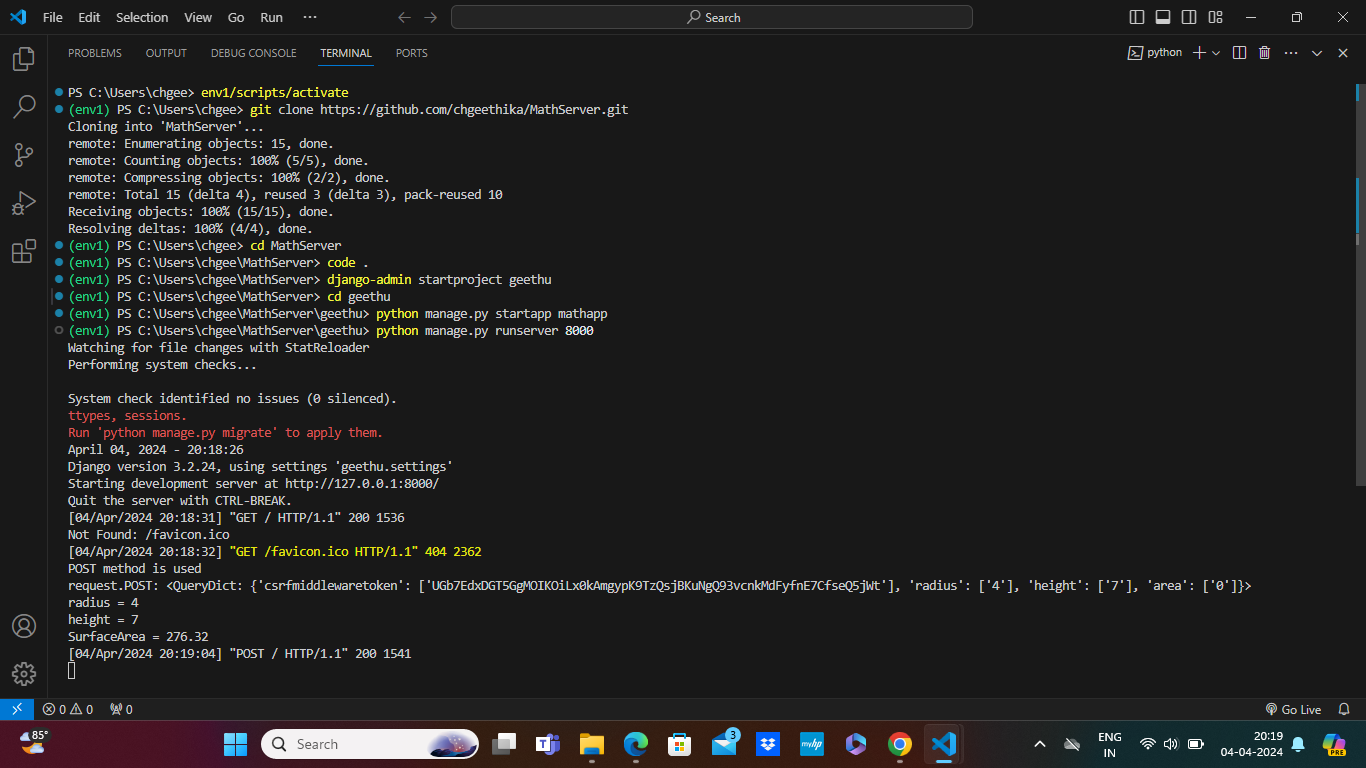 File Edit Selection View Go Run ··· Search
PROBLEMS OUTPUT DEBUG CONSOLE TERMINAL PORTS python
PS C:\Users\chgee> env1/scripts/activate
(env1) PS C:\Users\chgee> git clone https://github.com/chgeethika/MathServer.git
Cloning into 'MathServer'...
remote: Enumerating objects: 15, done.
remote: Counting objects: 100% (5/5), done.
remote: Compressing objects: 100% (2/2), done.
remote: Total 15 (delta 4), reused 3 (delta 3), pack-reused 10
Receiving objects: 100% (15/15), done.
Resolving deltas: 100% (4/4), done.
(env1) PS C:\Users\chgee> cd MathServer
(env1) PS C:\Users\chgee\MathServer> code .
(env1) PS C:\Users\chgee\MathServer> django-admin startproject geethu
(env1) PS C:\Users\chgee\MathServer> cd geethu
(env1) PS C:\Users\chgee\MathServer\geethu> python manage.py startapp mathapp
(env1) PS C:\Users\chgee\MathServer\geethu> python manage.py runserver 8000
Watching for file changes with StatReloader
Performing system checks...
System check identified no issues (0 silenced).
ttypes, sessions.
Run 'python manage.py migrate' to apply them.
April 04, 2024 - 20:18:26
Django version 3.2.24, using settings 'geethu.settings'
Starting development server at http://127.0.0.1:8000/
Quit the server with CTRL-BREAK.
[04/Apr/2024 20:18:31] "GET / HTTP/1.1" 200 1536
Not Found: /favicon.ico
[04/Apr/2024 20:18:32] "GET /favicon.ico HTTP/1.1" 404 2362
POST method is used
request.POST: <QueryDict: {'csrfmiddlewaretoken': ['UGb7EdxDGT5GgMOIKOiLx0kAmgypK9TzQsjBKuNgQ93vcnkMdFyfnE7CfseQ5jWt'], 'radius': ['4'], 'height': ['7'], 'area': ['0']}>
radius = 4
height = 7
SurfaceArea = 276.32
[04/Apr/2024 20:19:04] "POST / HTTP/1.1" 200 1541
0 0 0 Go Live
85° Search 3 myhp ENG 20:19
IN 04-04-2024 PRE